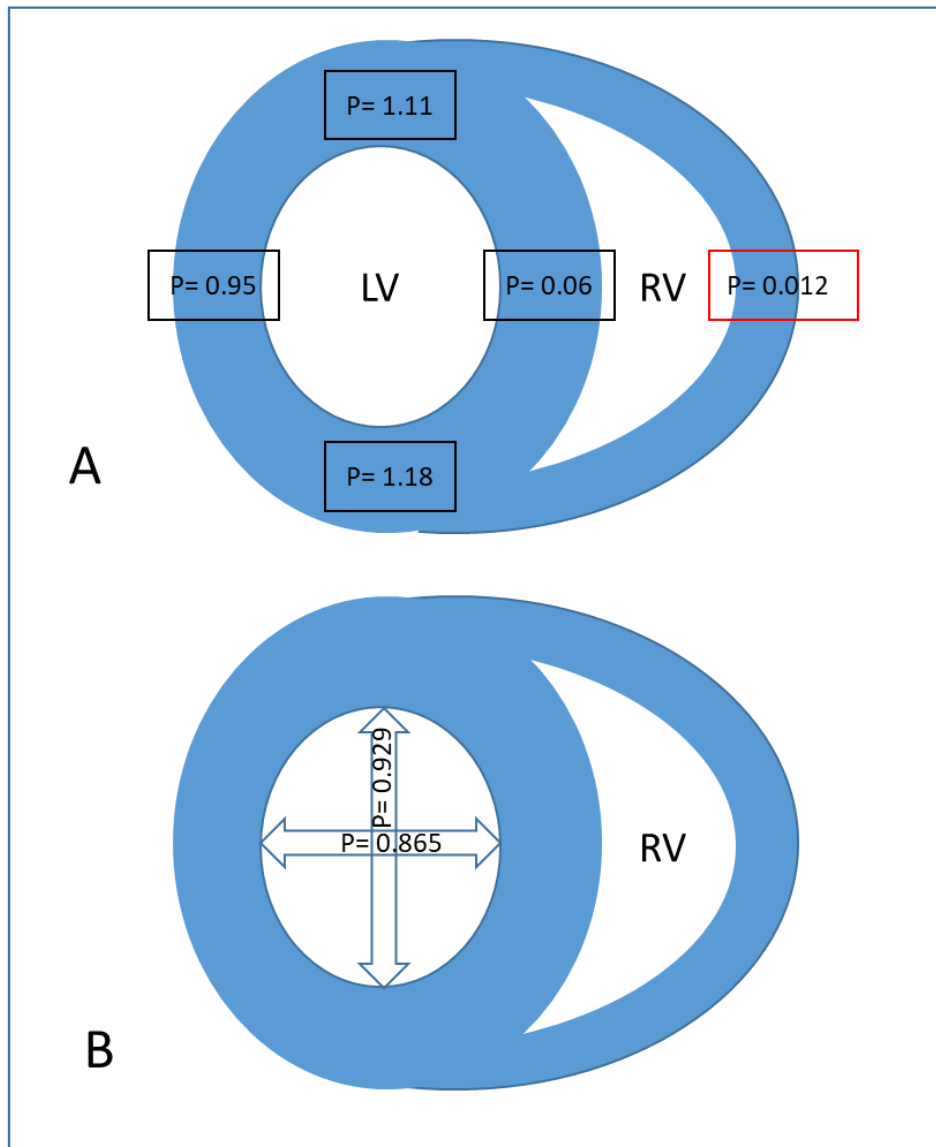 P= 1.11
P= 0.95
LV
P= 0.06
RV
P= 0.012
A
P= 1.18
P= 0.929
P= 0.865
RV
B